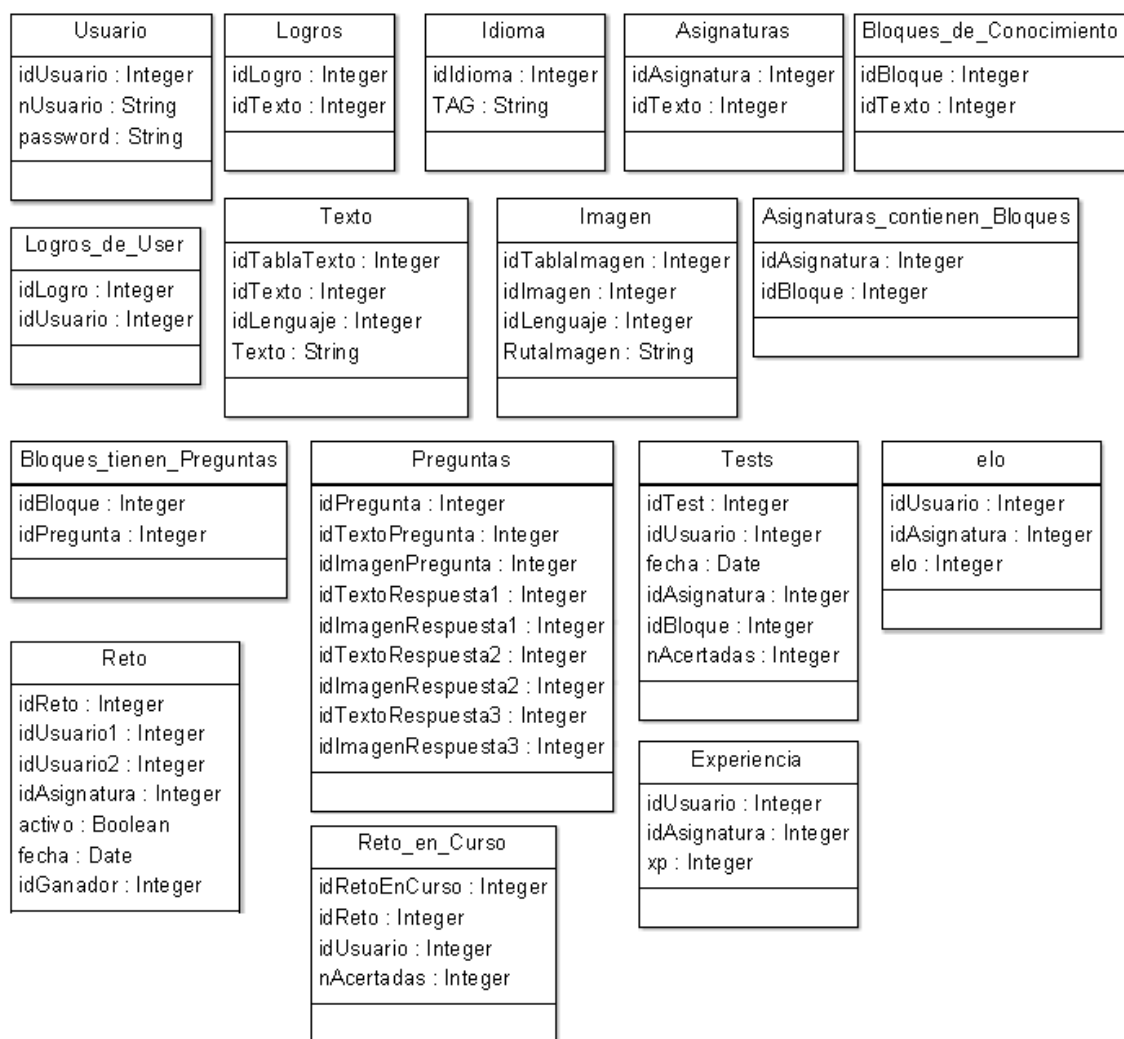 Usuario
idUsuario : Integer
nUsuario : String
password : String
Logros
idLogro : Integer
idTexto : Integer
Idioma
idIdioma : Integer
TAG : String
Asignaturas
idAsignatura : Integer
idTexto : Integer
Bloques_de_Conocimiento
idBloque : Integer
idTexto : Integer
Logros_de_User
idLogro : Integer
idUsuario : Integer
Texto
idTablaTexto : Integer
idTexto : Integer
idLenguaje : Integer
Texto : String
Imagen
idTablaImagen : Integer
idImagen : Integer
idLenguaje : Integer
RutaImagen : String
Asignaturas_contienen_Bloques
idAsignatura : Integer
idBloque : Integer
Bloques_tienen_Preguntas
idBloque : Integer
idPregunta : Integer
Preguntas
idPregunta : Integer
idTextoPregunta : Integer
idImagenPregunta : Integer
idTextoRespuesta1 : Integer
idImagenRespuesta1 : Integer
idTextoRespuesta2 : Integer
idImagenRespuesta2 : Integer
idTextoRespuesta3 : Integer
idImagenRespuesta3 : Integer
Tests
idTest : Integer
idUsuario : Integer
fecha : Date
idAsignatura : Integer
idBloque : Integer
nAcertadas : Integer
elo
idUsuario : Integer
idAsignatura : Integer
elo : Integer
Reto
idReto : Integer
idUsuario1 : Integer
idUsuario2 : Integer
idAsignatura : Integer
activo : Boolean
fecha : Date
idGanador : Integer
Experiencia
idUsuario : Integer
idAsignatura : Integer
xp : Integer
Reto_en_Curso
idRetoEnCurso : Integer
idReto : Integer
idUsuario : Integer
nAcertadas : Integer